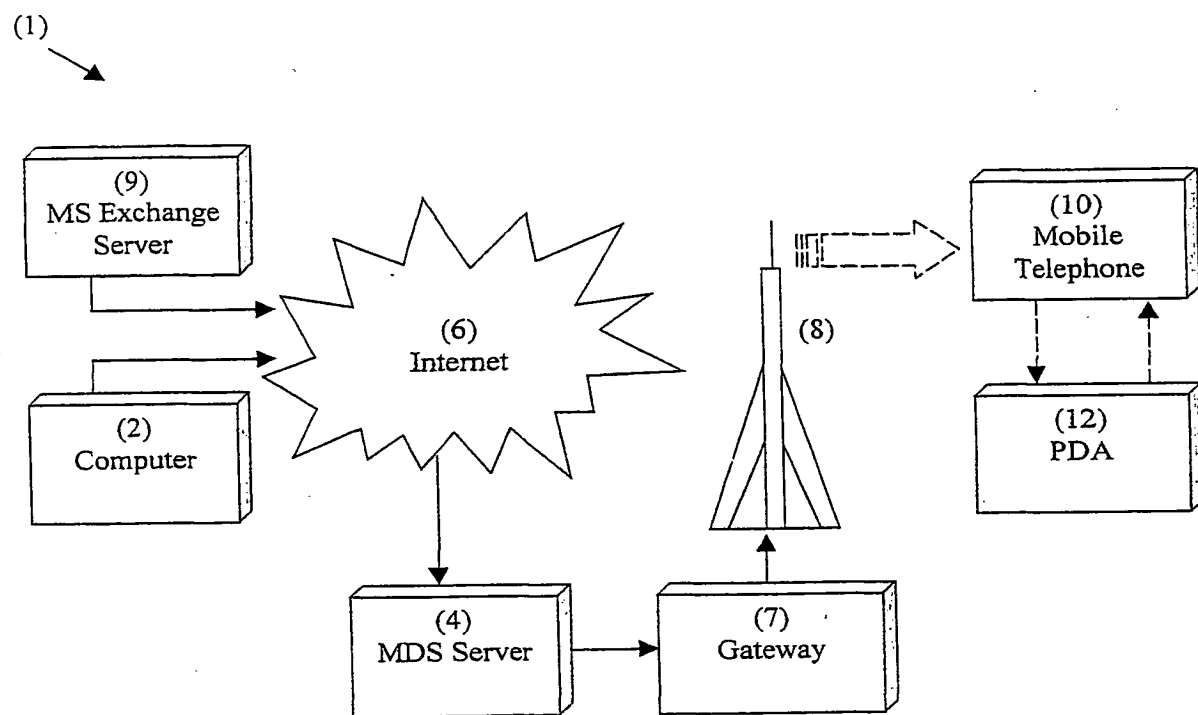 (1)
(9)
MS Exchange
Server
(2)
Computer
(6)
Internet
(8)
(10)
Mobile
Telephone
(12)
PDA
(4)
MDS Server
(7)
Gateway